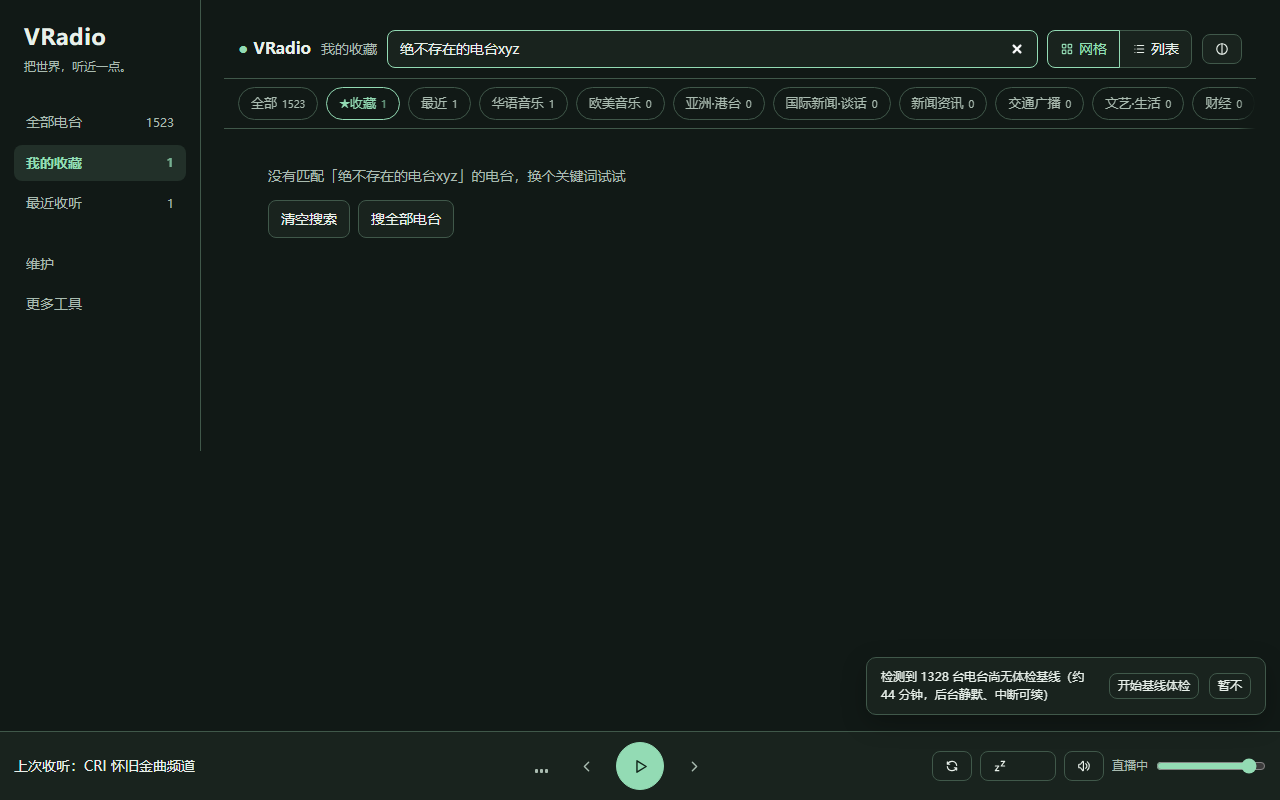 VRadio
把世界，听近一点。
全部电台 1523
我的收藏 1
最近收听 1
维护
更多工具
VRadio 我的收藏 绝不存在的电台xyz 网格 列表
全部 1523 ★收藏 1 最近 1 华语音乐 1 欧美音乐 0 亚洲·港台 0 国际新闻·谈话 0 新闻资讯 0 交通广播 0 文艺·生活 0 财经 0
没有匹配「绝不存在的电台xyz」的电台，换个关键词试试
清空搜索 搜全部电台
检测到 1328 台电台尚无体检基线（约
44 分钟，后台静默、中断可续）
开始基线体检 暂不
上次收听：CRI 怀旧金曲频道
zZ
直播中